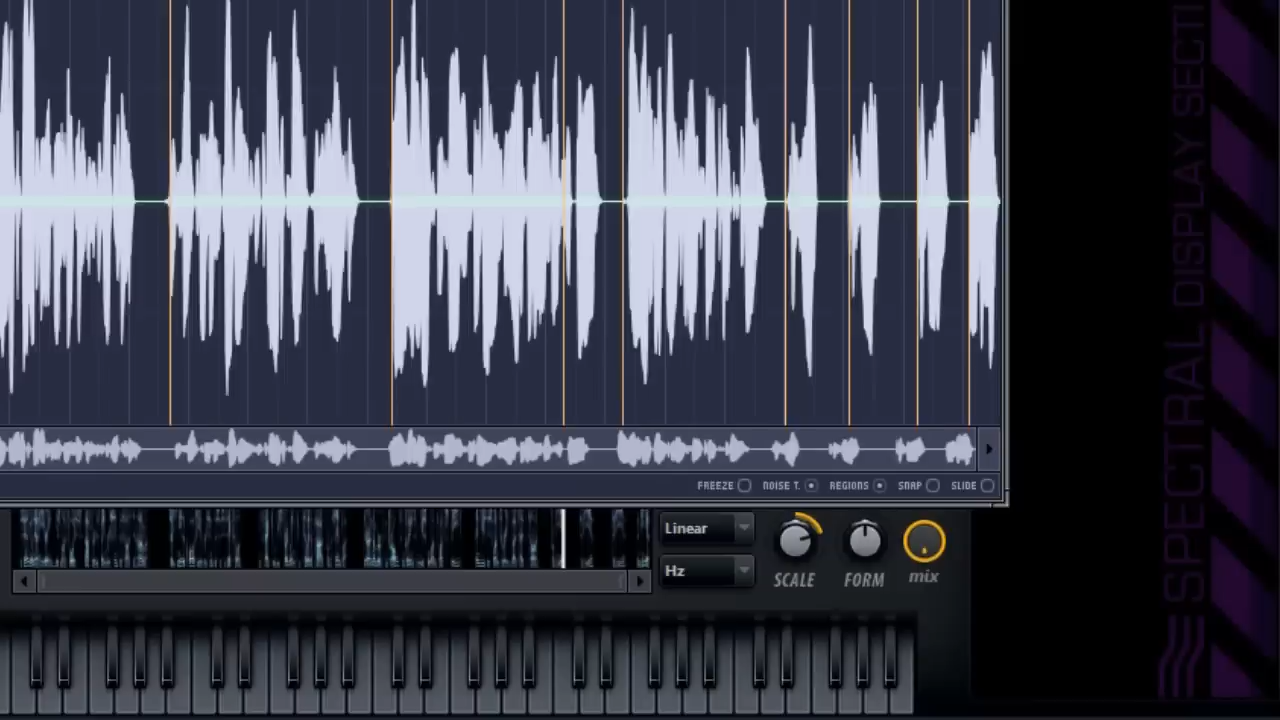 FREEZE NOISE T. REGIONS SNAP SLIDE
Linear
Hz
SCALE FORM mix
SPECTRAL DISPLAY SECTI